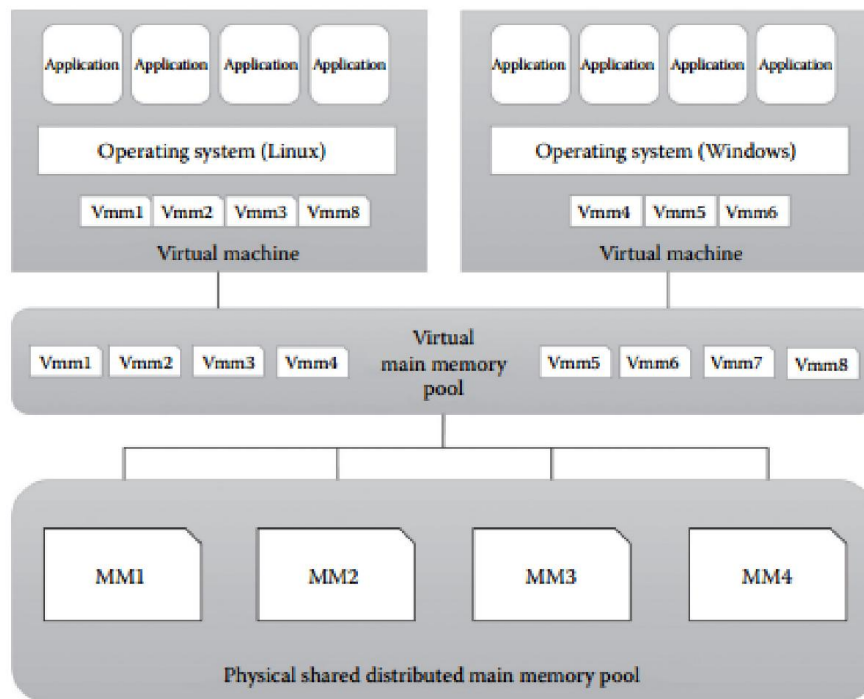 Application Application Application Application
Operating system (Linux)
Vmm1 Vmm2 Vmm3 Vmm8
Virtual machine
Application Application Application Application
Operating system (Windows)
Vmm4 Vmm5 Vmm6
Virtual machine
Vmm1 Vmm2 Vmm3 Vmm4
Virtual
main memory
pool
Vmm5 Vmm6 Vmm7 Vmm8
MM1 MM2 MM3 MM4
Physical shared distributed main memory pool